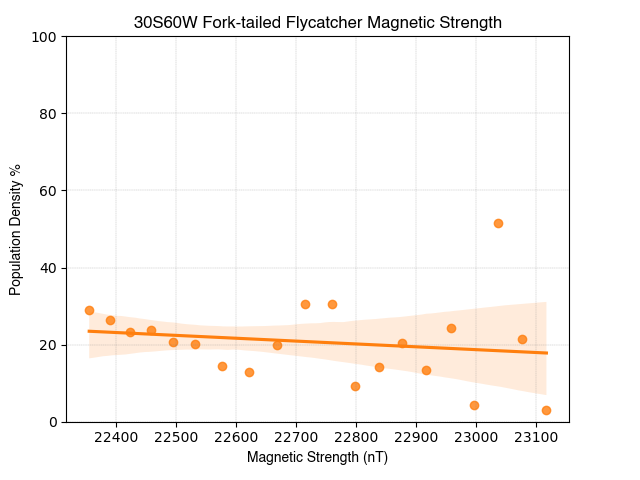 30S60W Fork-tailed Flycatcher Magnetic Strength
Population Density %
100
80
60
40
20
0
22400 22500 22600 22700 22800 22900 23000 23100
Magnetic Strength (nT)